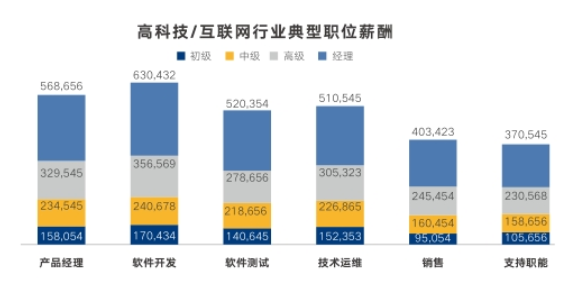 高科技/互联网行业典型职位薪酬
初级 中级 高级 经理
568,656 630,432 520,354 510,545 403,423 370,545
329,545 356,569 278,656 305,323 245,454 230,568
234,545 240,678 218,656 226,865 160,454 158,656
158,054 170,434 140,645 152,353 95,054 105,656
产品经理 软件开发 软件测试 技术运维 销售 支持职能